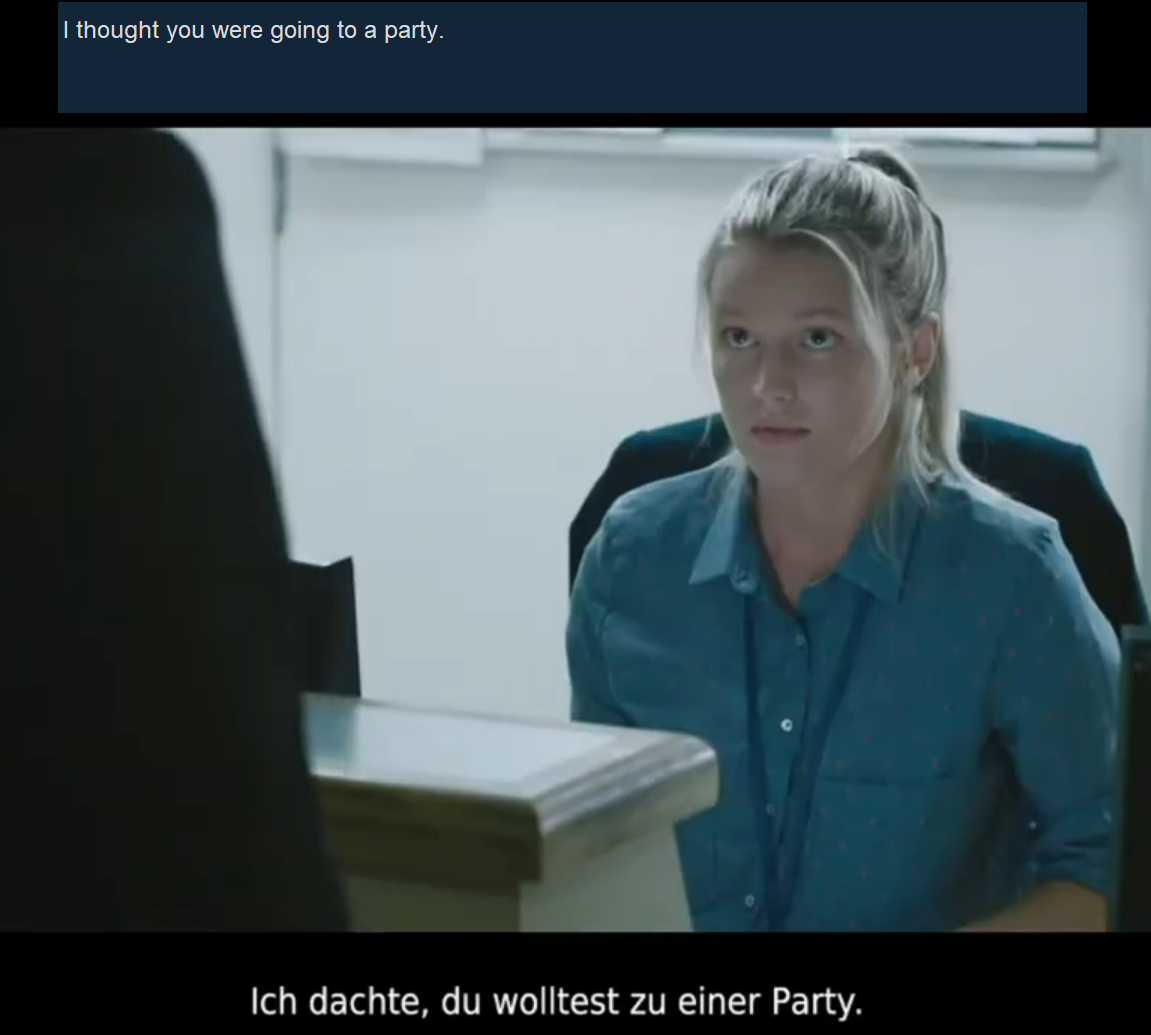 I thought you were going to a party.
Ich dachte, du wolltest zu einer Party.